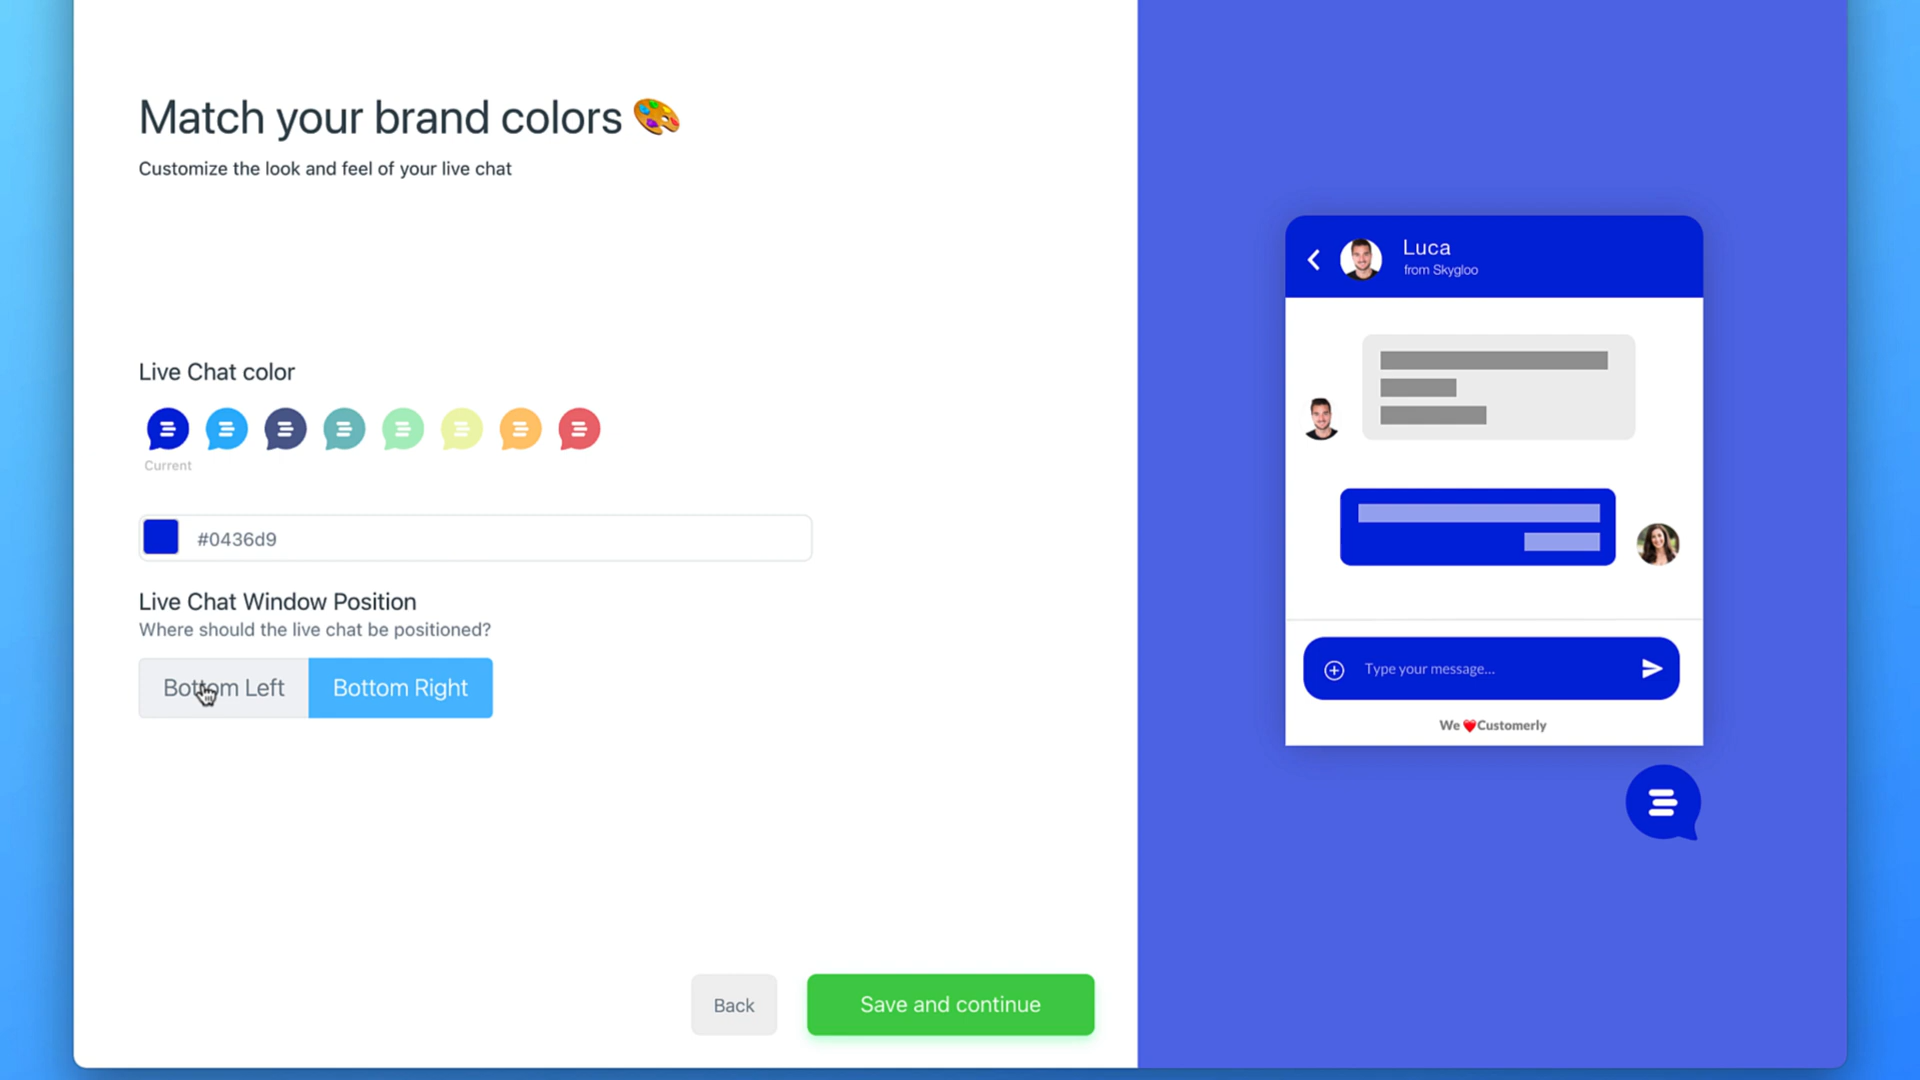 Match your brand colors
Customize the look and feel of your live chat
Live Chat color
Current
#0436d9
Live Chat Window Position
Where should the live chat be positioned?
Bottom Left
Bottom Right
Back
Save and continue
Luca
from Skygloo
Type your message...
We ❤️Customerly